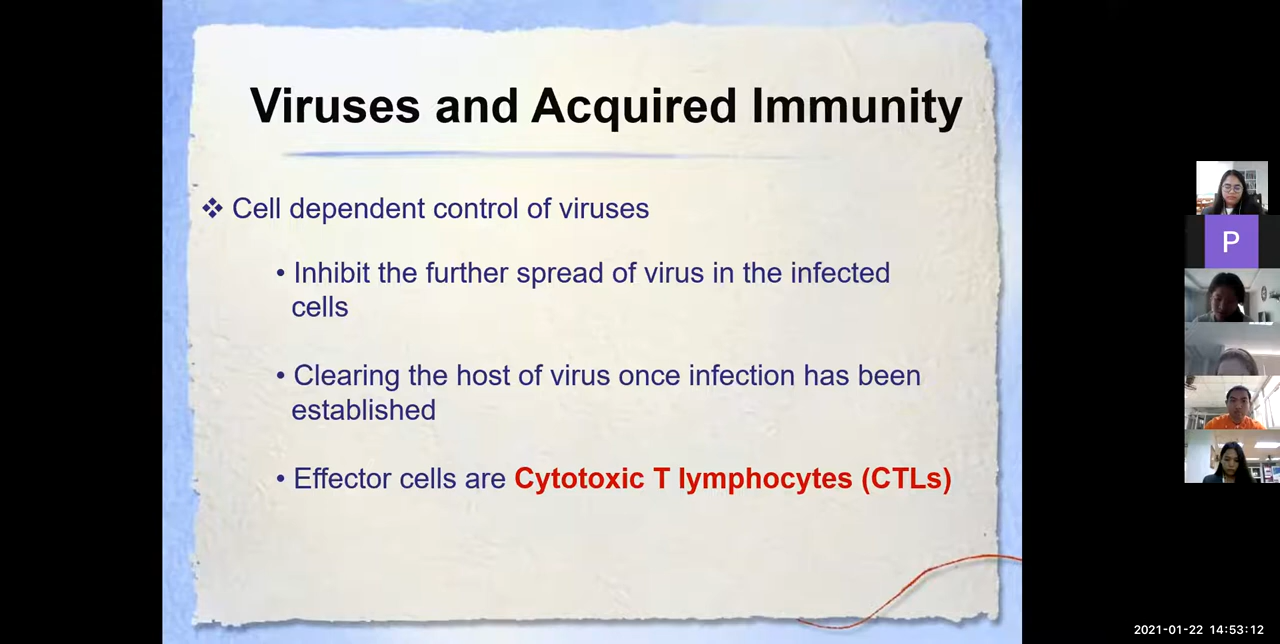 Viruses and Acquired Immunity
❖ Cell dependent control of viruses
• Inhibit the further spread of virus in the infected
cells
• Clearing the host of virus once infection has been
established
• Effector cells are Cytotoxic T lymphocytes (CTLs)
P
2021-01-22 14:53:12